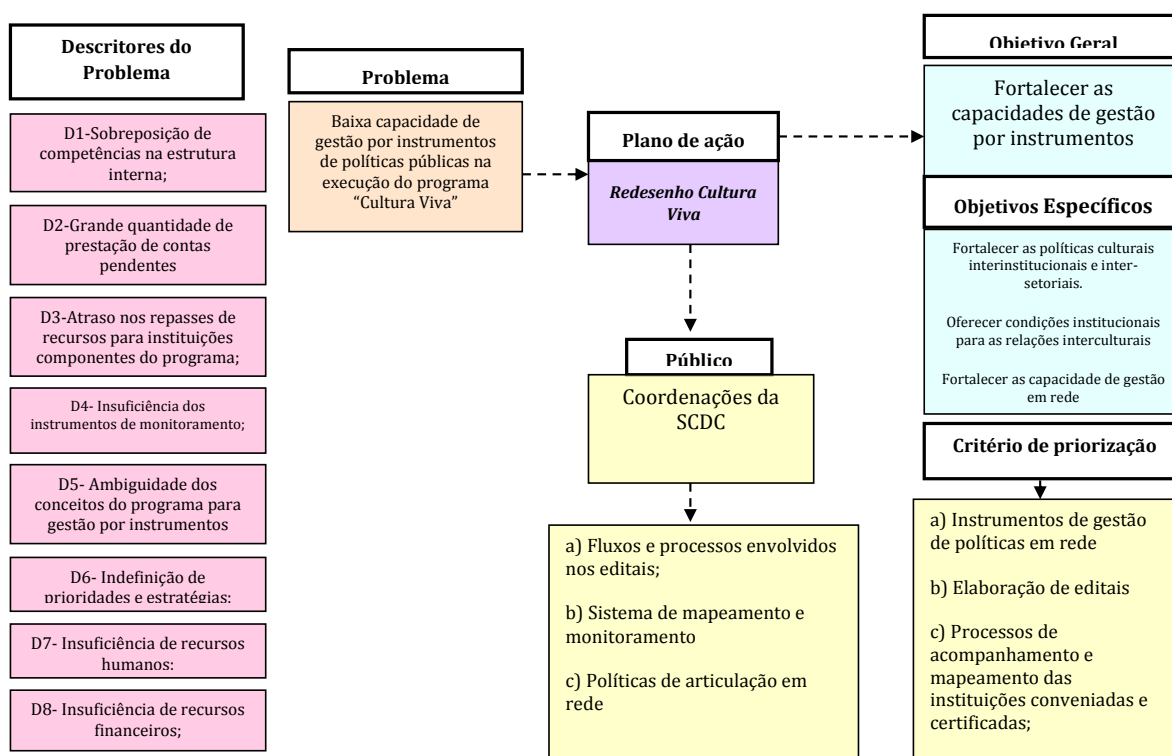 Descritores do
Problema
D1-Sobreposição de
competências na estrutura
interna;
D2-Grande quantidade de
prestação de contas
pendentes
D3-Atraso nos repasses de
recursos para instituições
componentes do programa;
D4- Insuficiência dos
instrumentos de monitoramento;
D5- Ambiguidade dos
conceitos do programa para
gestão por instrumentos
D6- Indefinição de
prioridades e estratégias;
D7- Insuficiência de recursos
humanos;
D8- Insuficiência de recursos
financeiros;
Problema
Baixa capacidade de
gestão por instrumentos
de políticas públicas na
execução do programa
“Cultura Viva”
Plano de ação
Redesenho Cultura
Viva
Público
Coordenações da
SCDC
a) Fluxos e processos envolvidos
nos editais;
b) Sistema de mapeamento e
monitoramento
c) Políticas de articulação em
rede
Objetivo Geral
Fortalecer as
capacidades de gestão
por instrumentos
Objetivos Específicos
Fortalecer as políticas culturais
interinstitucionais e inter-
setoriais.
Oferecer condições institucionais
para as relações interculturais
Fortalecer as capacidade de gestão
em rede
Critério de priorização
a) Instrumentos de gestão
de políticas em rede
b) Elaboração de editais
c) Processos de
acompanhamento e
mapeamento das
instituições conveniadas e
certificadas;